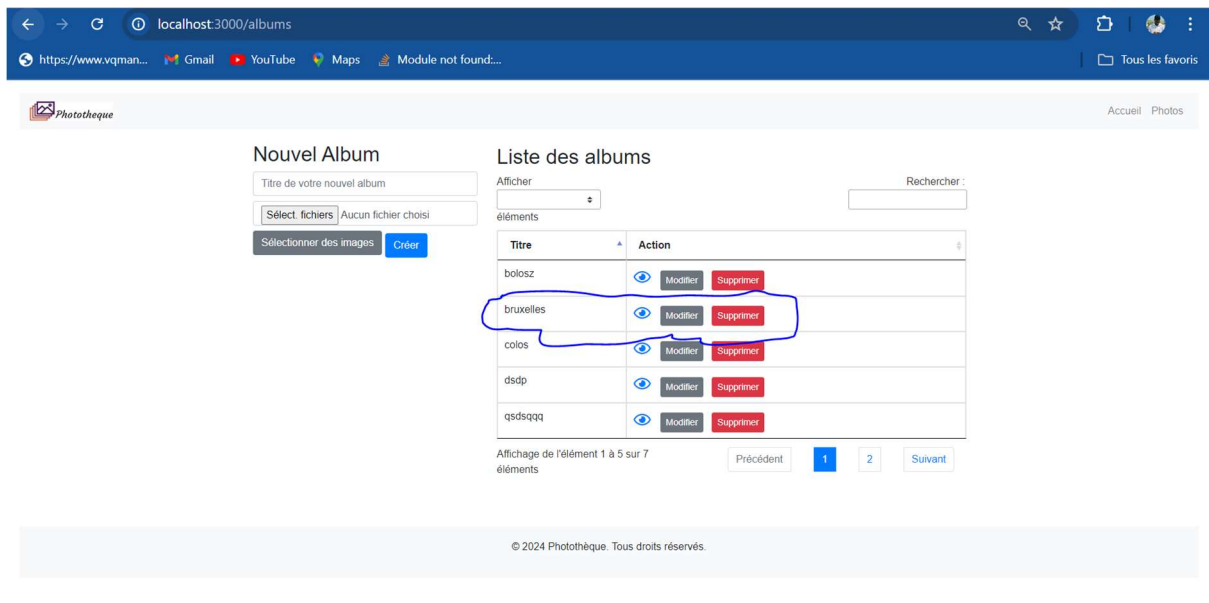 localhost:3000/albums
https://www.vqman... Gmail YouTube Maps Module not found:... Tous les favoris
Phototheque Accueil Photos
Nouvel Album
Titre de votre nouvel album
Sélect. fichiers Aucun fichier choisi
Sélectionner des images Créer
Liste des albums
Afficher
éléments
Rechercher :
Titre Action
bolosz Modifier Supprimer
bruxelles Modifier Supprimer
colos Modifier Supprimer
dsdp Modifier Supprimer
qsdsqqq Modifier Supprimer
Affichage de l'élément 1 à 5 sur 7
éléments
Précédent 1 2 Suivant
© 2024 Photothèque. Tous droits réservés.